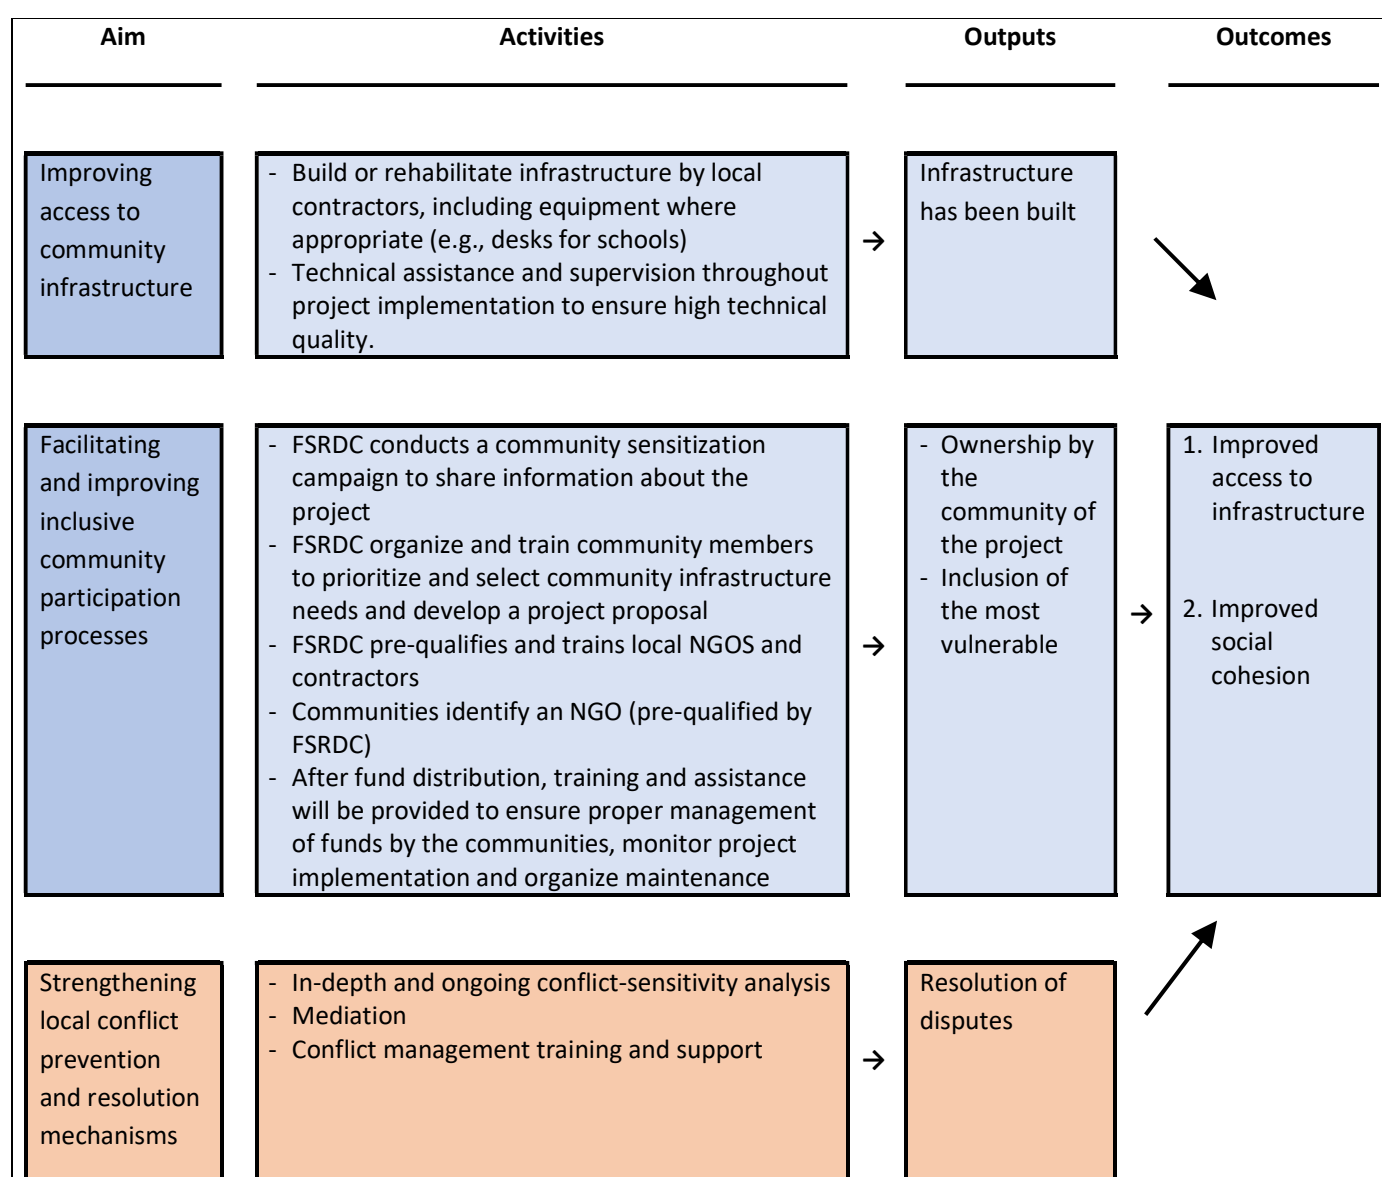 Aim
Activities
Outputs
Outcomes
Improving
access to
community
infrastructure
- Build or rehabilitate infrastructure by local
contractors, including equipment where
appropriate (e.g., desks for schools)
- Technical assistance and supervision throughout
project implementation to ensure high technical
quality.
→
Infrastructure
has been built
Facilitating
and improving
inclusive
community
participation
processes
- FSRDC conducts a community sensitization
campaign to share information about the
project
- FSRDC organize and train community members
to prioritize and select community infrastructure
needs and develop a project proposal
- FSRDC pre-qualifies and trains local NGOS and
contractors
- Communities identify an NGO (pre-qualified by
FSRDC)
- After fund distribution, training and assistance
will be provided to ensure proper management
of funds by the communities, monitor project
implementation and organize maintenance
→
- Ownership by
the
community of
the project
- Inclusion of
the most
vulnerable
→
1. Improved
access to
infrastructure
2. Improved
social
cohesion
Strengthening
local conflict
prevention
and resolution
mechanisms
- In-depth and ongoing conflict-sensitivity analysis
- Mediation
- Conflict management training and support
→
Resolution of
disputes